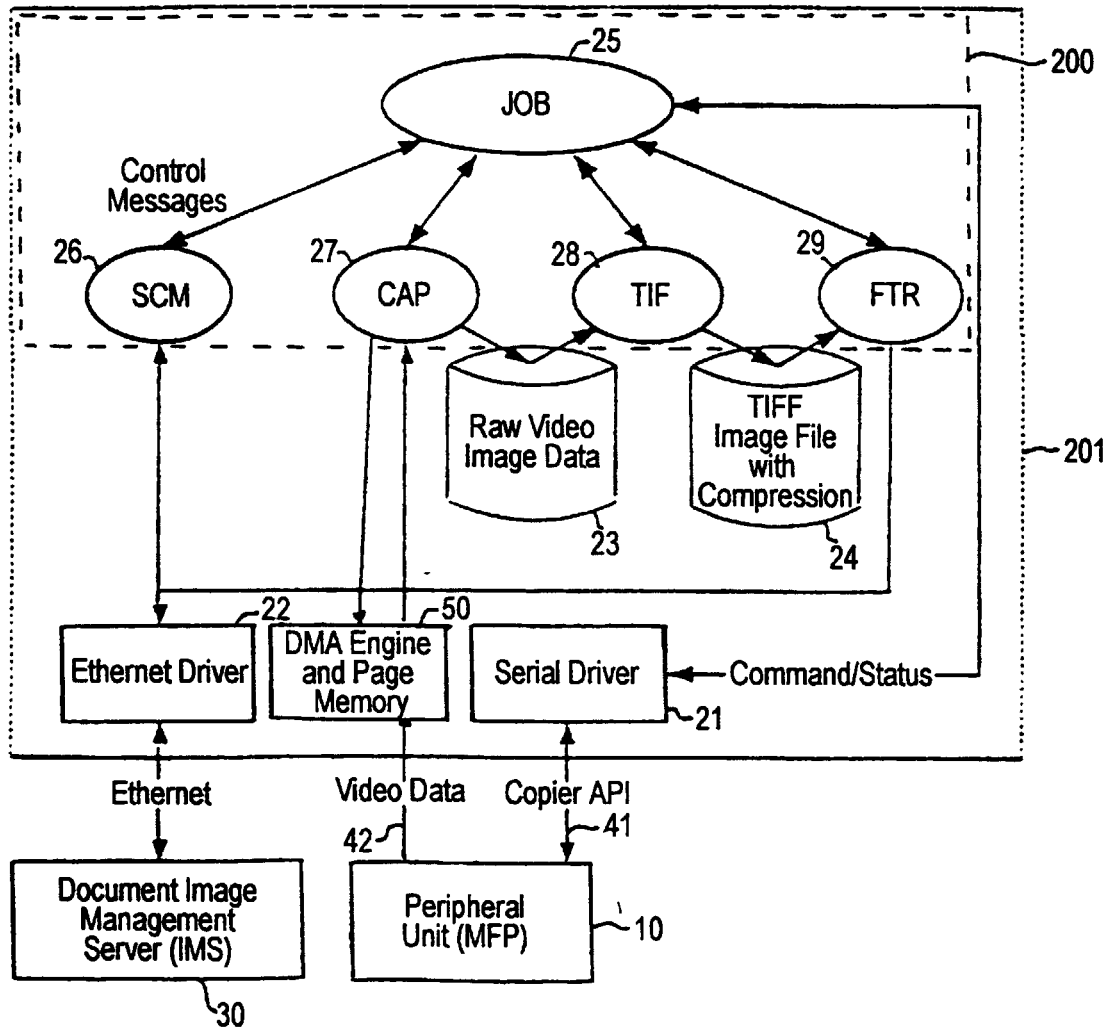 25
200
JOB
Control
Messages
26
27
28
29
SCM
CAP
TIF
FTR
Raw Video
Image Data
TIFF
Image File
with
Compression
201
23
24
22
50
Ethernet Driver
DMA Engine
and Page
Memory
Serial Driver
Command/Status
21
Ethernet
Video Data
Copier API
42
41
Document Image
Management
Server (IMS)
Peripheral
Unit (MFP)
10
30